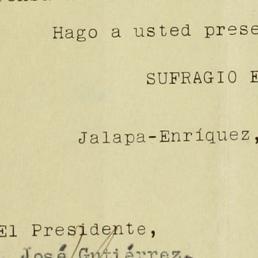 Hago a usted prese
SUFRAGIO E
Jalapa-Enríquez,
El Presidente,
José Gutiérrez.